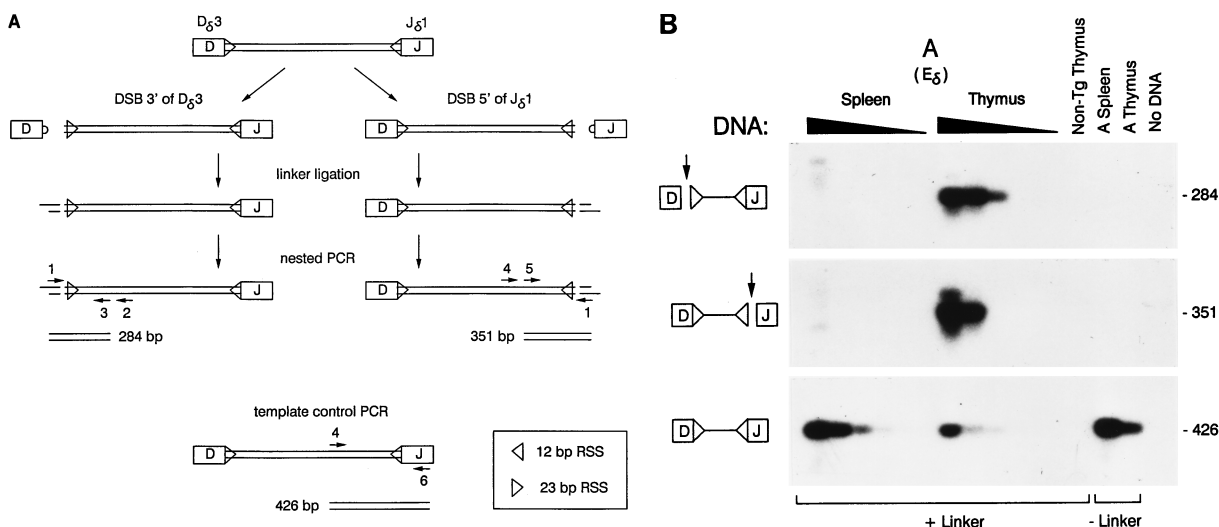 A
Dδ3
Jδ1
D
J
DSB 3' of Dδ3
DSB 5' of Jδ1
D
J
D
J
linker ligation
J
D
nested PCR
1
4
5
J
D
3
2
1
284 bp
351 bp
template control PCR
4
D
J
6
426 bp
12 bp RSS
23 bp RSS
B
A
(Eδ)
Spleen
Thymus
Non-Tg Thymus
A Spleen
A Thymus
No DNA
DNA:
D
J
- 284
D
J
- 351
D
J
- 426
+ Linker
- Linker